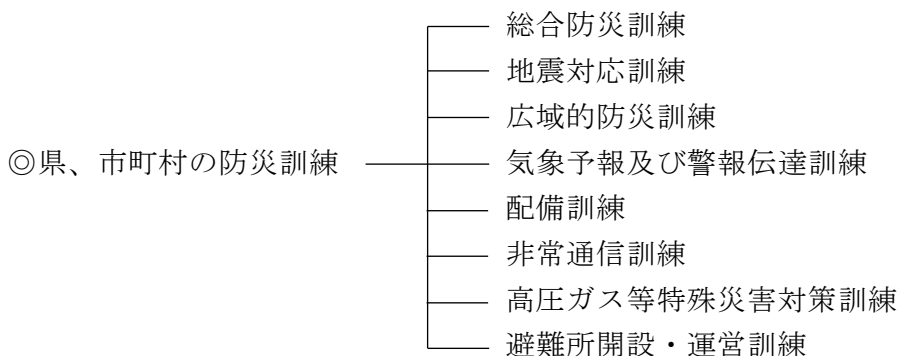 総合防災訓練
地震対応訓練
広域的防災訓練
◎県、市町村の防災訓練
気象予報及び警報伝達訓練
配備訓練
非常通信訓練
高圧ガス等特殊災害対策訓練
避難所開設・運営訓練